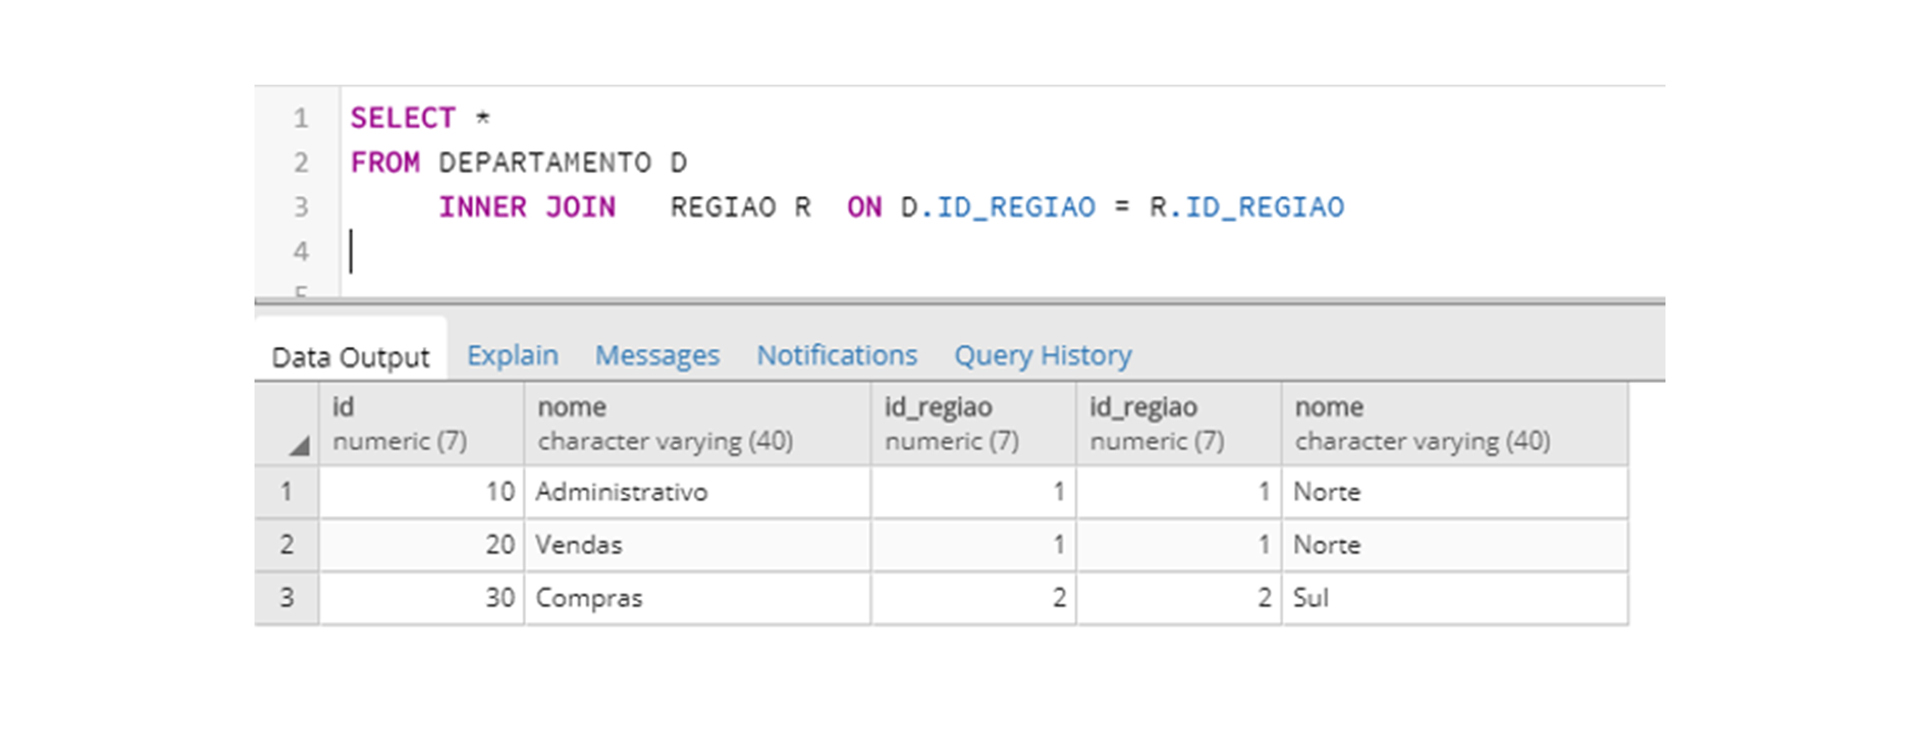 1 SELECT *
2 FROM DEPARTAMENTO D
3 INNER JOIN REGIAO R ON D.ID_REGIAO = R.ID_REGIAO
4
5
Data Output Explain Messages Notifications Query History
id nome id_regiao id_regiao nome
numeric (7) character varying (40) numeric (7) numeric (7) character varying (40)
1 10 Administrativo 1 1 Norte
2 20 Vendas 1 1 Norte
3 30 Compras 2 2 Sul